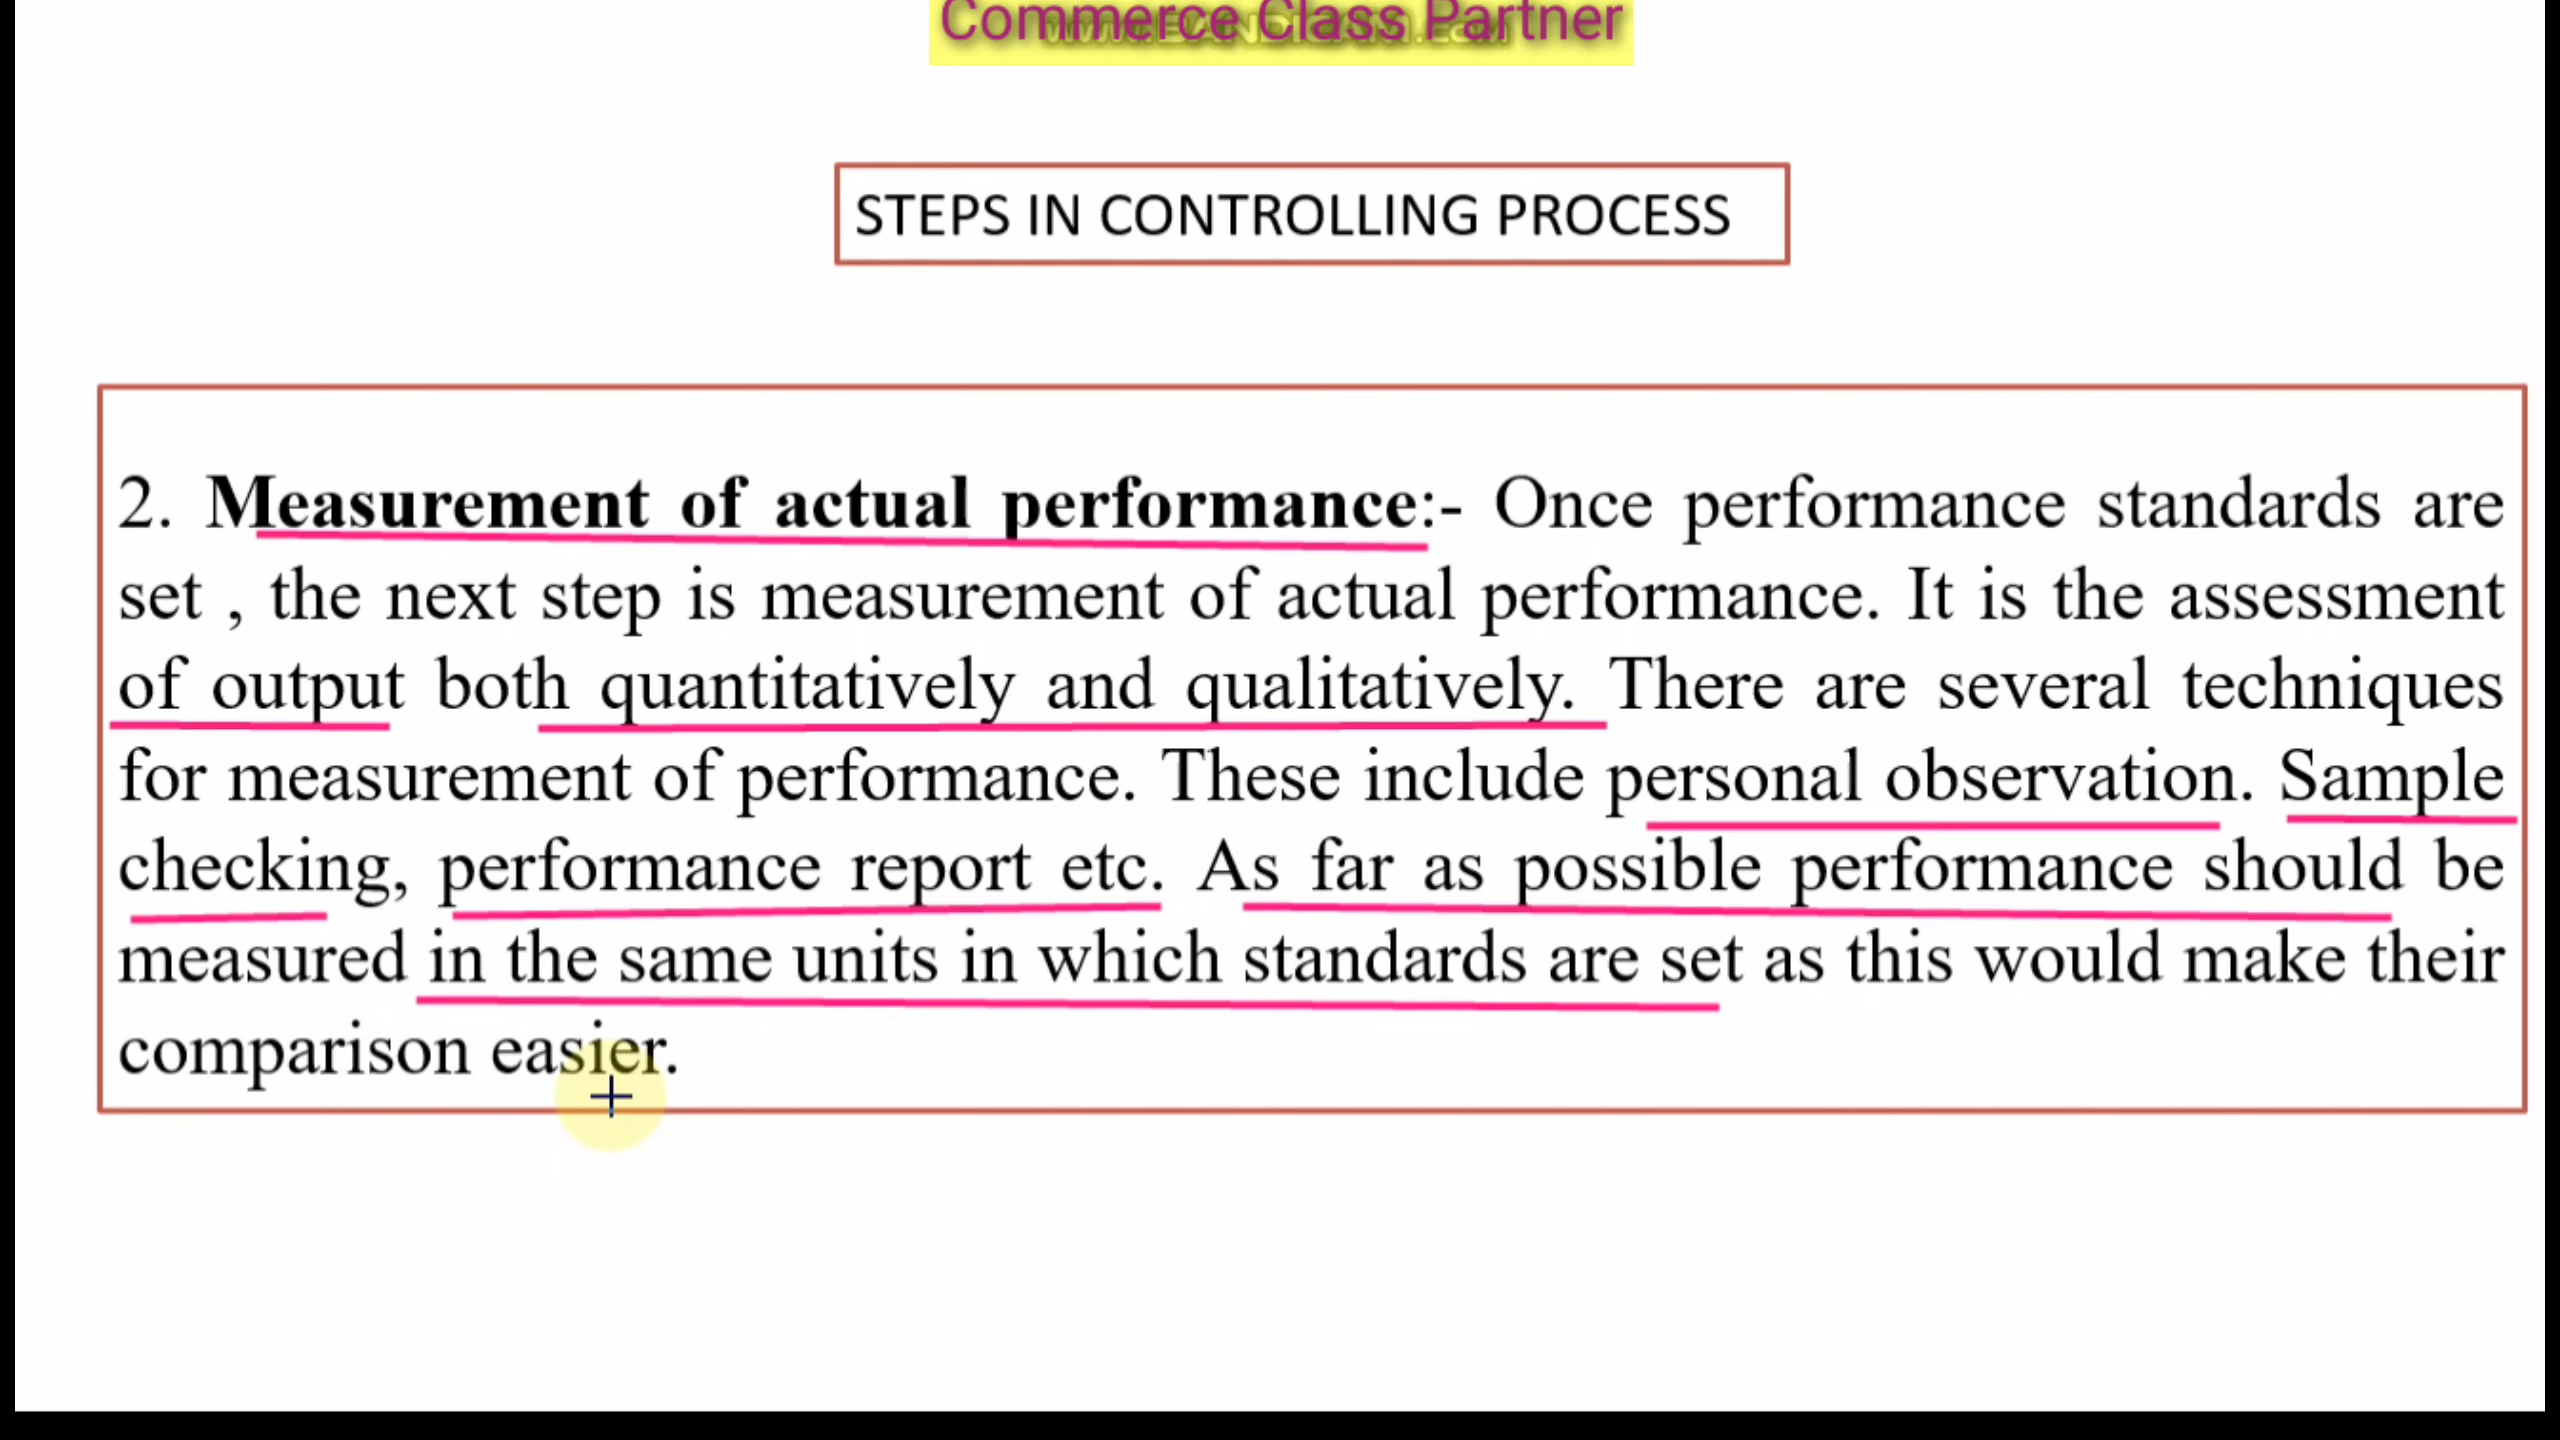 Commerce Class Partner
www.BANDICAM.com
STEPS IN CONTROLLING PROCESS
2. Measurement of actual performance:- Once performance standards are
set , the next step is measurement of actual performance. It is the assessment
of output both quantitatively and qualitatively. There are several techniques
for measurement of performance. These include personal observation. Sample
checking, performance report etc. As far as possible performance should be
measured in the same units in which standards are set as this would make their
comparison easier.